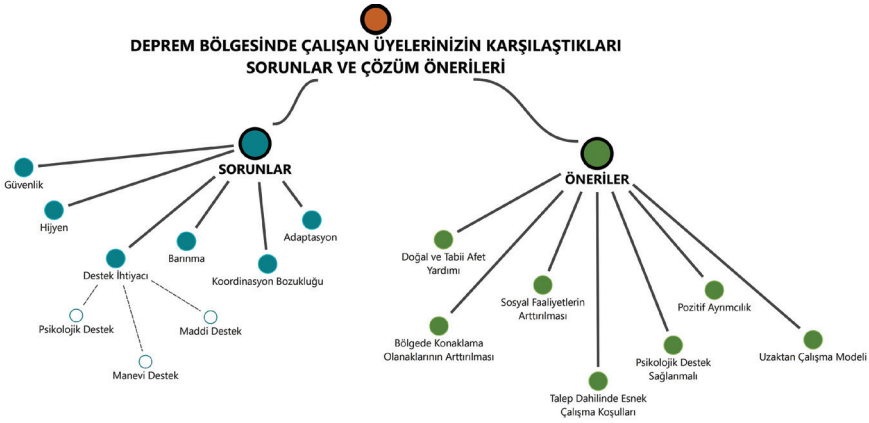 DEPREM BÖLGESİNDE ÇALIŞAN ÜYELERİNİZİN KARŞILAŞTIKLARI
SORUNLAR VE ÇÖZÜM ÖNERİLERİ
SORUNLAR
Güvenlik
Hijyen
Destek İhtiyacı
Psikolojik Destek
Manevi Destek
Maddi Destek
Barınma
Koordinasyon Bozukluğu
Adaptasyon
ÖNERİLER
Doğal ve Tabii Afet
Yardımı
Bölgede Konaklama
Olanaklarının Arttırılması
Sosyal Faaliyetlerin
Arttırılması
Talep Dahilinde Esnek
Çalışma Koşulları
Psikolojik Destek
Sağlanmalı
Pozitif Ayrımcılık
Uzaktan Çalışma Modeli